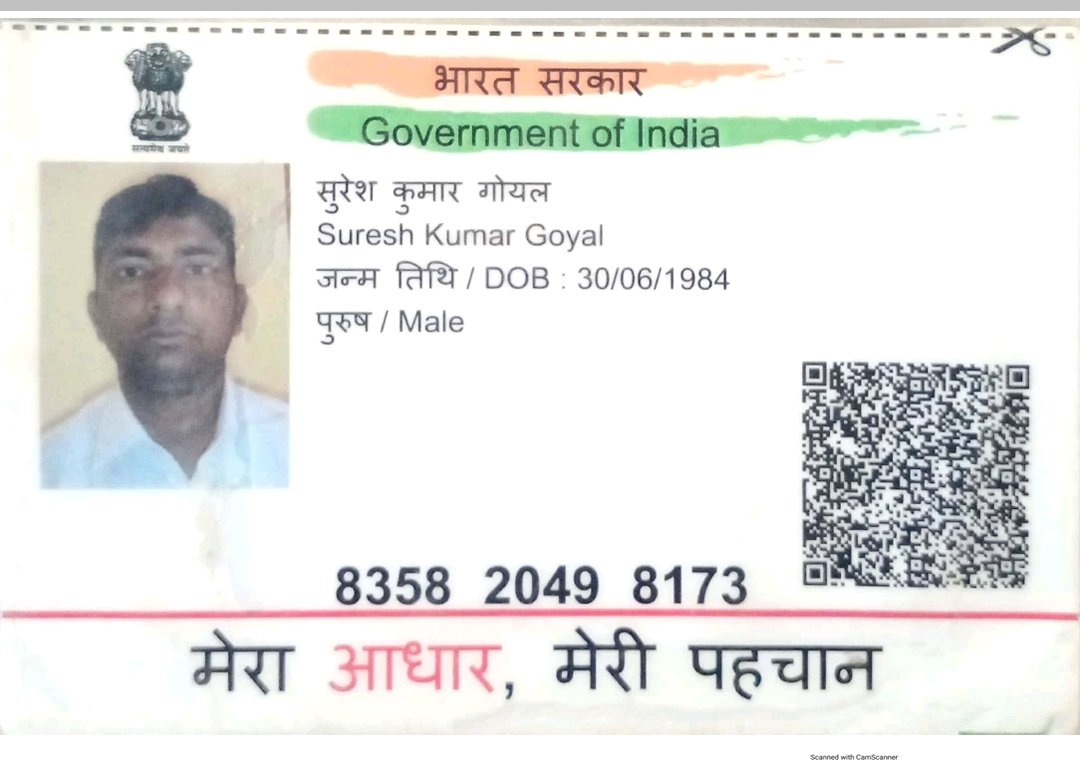 भारत सरकार
Government of India
सत्यमेव जयते
सुरेश कुमार गोयल
Suresh Kumar Goyal
जन्म तिथि / DOB : 30/06/1984
पुरुष / Male
8358 2049 8173
मेरा आधार, मेरी पहचान
Scanned with CamScanner